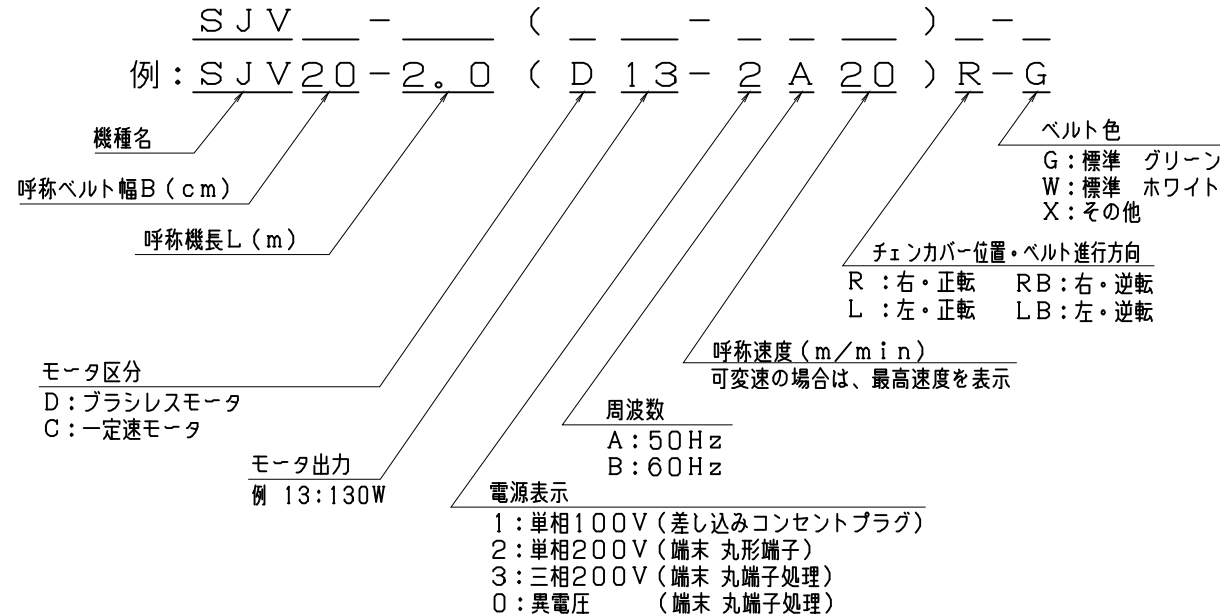 SJV__-___(_ __-_ _ __)_-_
例:SJV20-2.0(D13-2A20)R-G
機種名
呼称ベルト幅B(cm)
呼称機長L(m)
ベルト色
G:標準 グリーン
W:標準 ホワイト
X:その他
チェンカバー位置・ベルト進行方向
R :右・正転 RB:右・逆転
L :左・正転 LB:左・逆転
呼称速度(m/min)
可変速の場合は、最高速度を表示
モータ区分
D:ブラシレスモータ
C:一定速モータ
周波数
A:50Hz
B:60Hz
モータ出力
例 13:130W
電源表示
1:単相100V(差し込みコンセントプラグ)
2:単相200V(端末 丸形端子)
3:三相200V(端末 丸端子処理)
0:異電圧 (端末 丸端子処理)